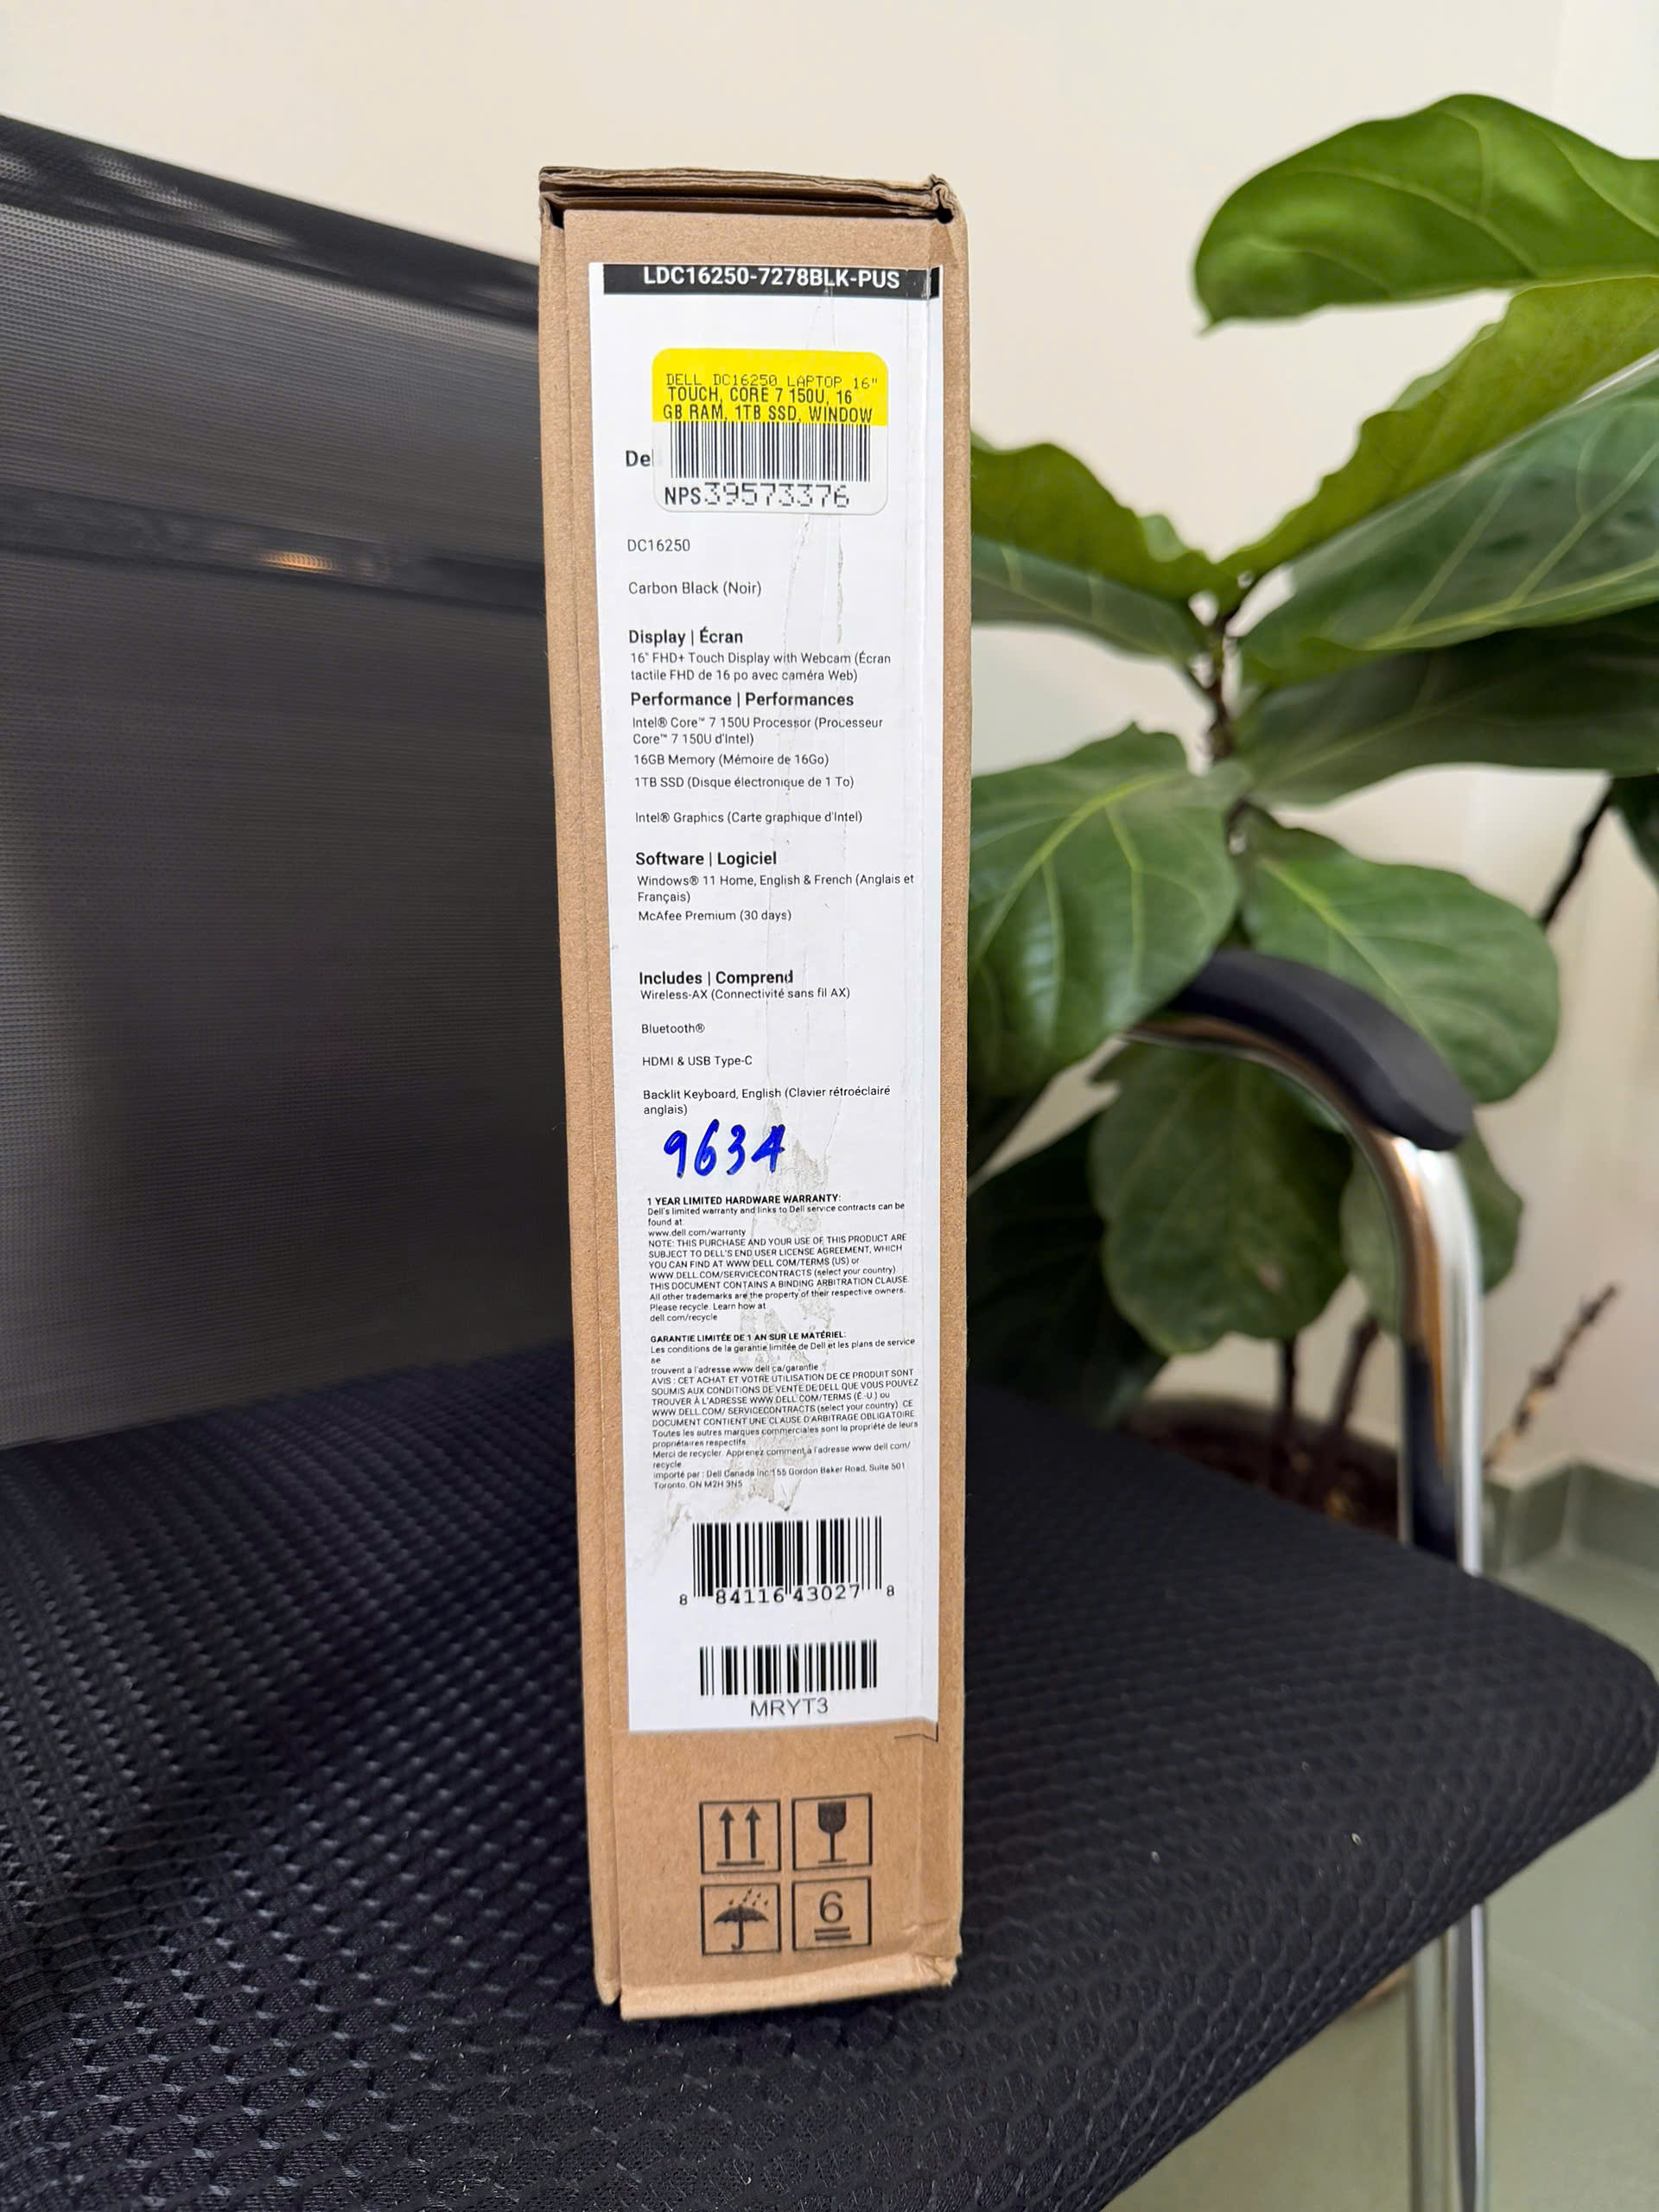 LDC16250-7278BLK-PUS
DELL DC16250 LAPTOP 16"
TOUCH, CORE 7 150U, 16
GB RAM, 1TB SSD, WINDOW
Del
NPS39573376
DC16250
Carbon Black (Noir)
Display | Écran
16" FHD+ Touch Display with Webcam (Écran
tactile FHD de 16 po avec caméra Web)
Performance | Performances
Intel® Core™ 7 150U Processor (Processeur
Core™ 7 150U d'Intel)
16GB Memory (Mémoire de 16Go)
1TB SSD (Disque électronique de 1 To)
Intel® Graphics (Carte graphique d'Intel)
Software | Logiciel
Windows® 11 Home, English & French (Anglais et
Français)
McAfee Premium (30 days)
Includes | Comprend
Wireless-AX (Connectivité sans fil AX)
Bluetooth®
HDMI & USB Type-C
Backlit Keyboard, English (Clavier rétroéclairé
anglais)
9634
1 YEAR LIMITED HARDWARE WARRANTY:
Dell's limited warranty and links to Dell service contracts can be
found at
www.dell.com/warranty
NOTE: THIS PURCHASE AND YOUR USE OF THIS PRODUCT ARE
SUBJECT TO DELL'S END USER LICENSE AGREEMENT, WHICH
YOU CAN FIND AT WWW.DELL.COM/TERMS (US) or
WWW.DELL.COM/SERVICECONTRACTS (select your country)
THIS DOCUMENT CONTAINS A BINDING ARBITRATION CLAUSE.
All other trademarks are the property of their respective owners.
Please recycle. Learn how at
dell.com/recycle
GARANTIE LIMITÉE DE 1 AN SUR LE MATÉRIEL:
Les conditions de la garantie limitée de Dell et les plans de service
se
trouvent à l'adresse www.dell.ca/garantie
AVIS : CET ACHAT ET VOTRE UTILISATION DE CE PRODUIT SONT
SOUMIS AUX CONDITIONS DE VENTE DE DELL QUE VOUS POUVEZ
TROUVER À L'ADRESSE WWW.DELL.COM/TERMS (É.-U.) ou
WWW.DELL.COM/ SERVICECONTRACTS (select your country) CE
DOCUMENT CONTIENT UNE CLAUSE D'ARBITRAGE OBLIGATOIRE
Toutes les autres marques commerciales sont la propriété de leurs
propriétaires respectifs
Merci de recycler. Apprenez comment à l'adresse www.dell.com/
recycle
importé par : Dell Canada Inc.155 Gordon Baker Road, Suite 501
Toronto, ON M2H 3N5
8 84116 43027 8
MRYT3
6